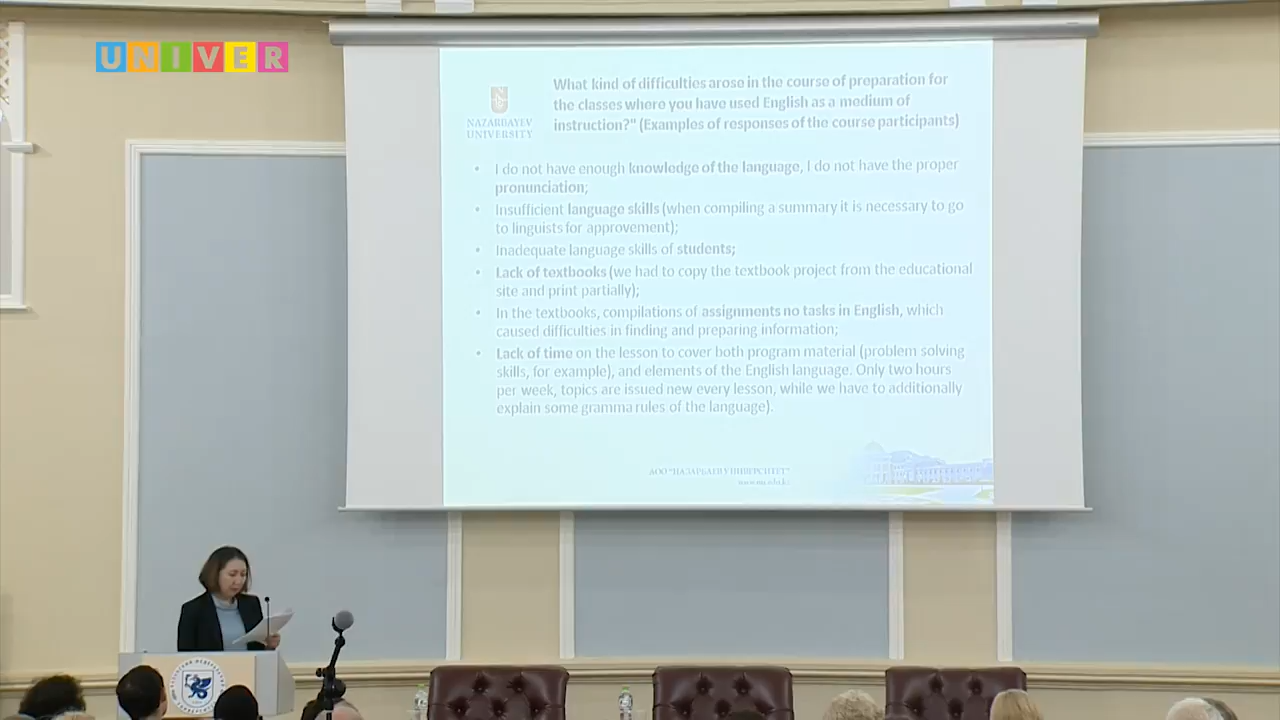 UNIVER
NAZARBAYEV
UNIVERSITY
What kind of difficulties arose in the course of preparation for
the classes where you have used English as a medium of
instruction?" (Examples of responses of the course participants)
• I do not have enough knowledge of the language, I do not have the proper
pronunciation;
• Insufficient language skills (when compiling a summary it is necessary to go
to linguists for approvement);
• Inadequate language skills of students;
• Lack of textbooks (we had to copy the textbook project from the educational
site and print partially);
• In the textbooks, compilations of assignments no tasks in English, which
caused difficulties in finding and preparing information;
• Lack of time on the lesson to cover both program material (problem solving
skills, for example), and elements of the English language. Only two hours
per week, topics are issued new every lesson, while we have to additionally
explain some gramma rules of the language).
АОО "НАЗАРБАЕВ УНИВЕРСИТЕТ"
www.nu.edu.kz